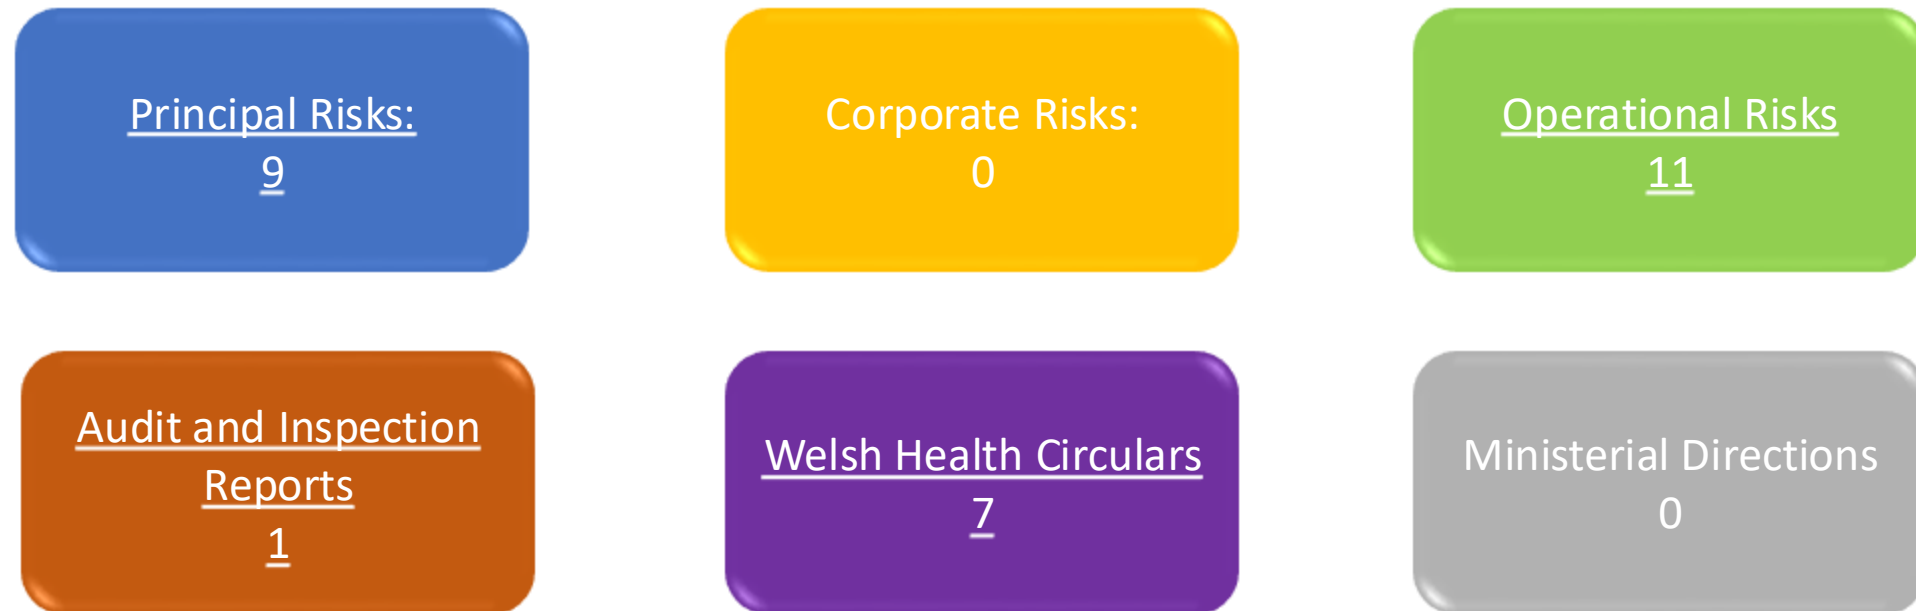 Principal Risks:
9
Corporate Risks:
0
Operational Risks
11
Audit and Inspection
Reports
1
Welsh Health Circulars
7
Ministerial Directions
0